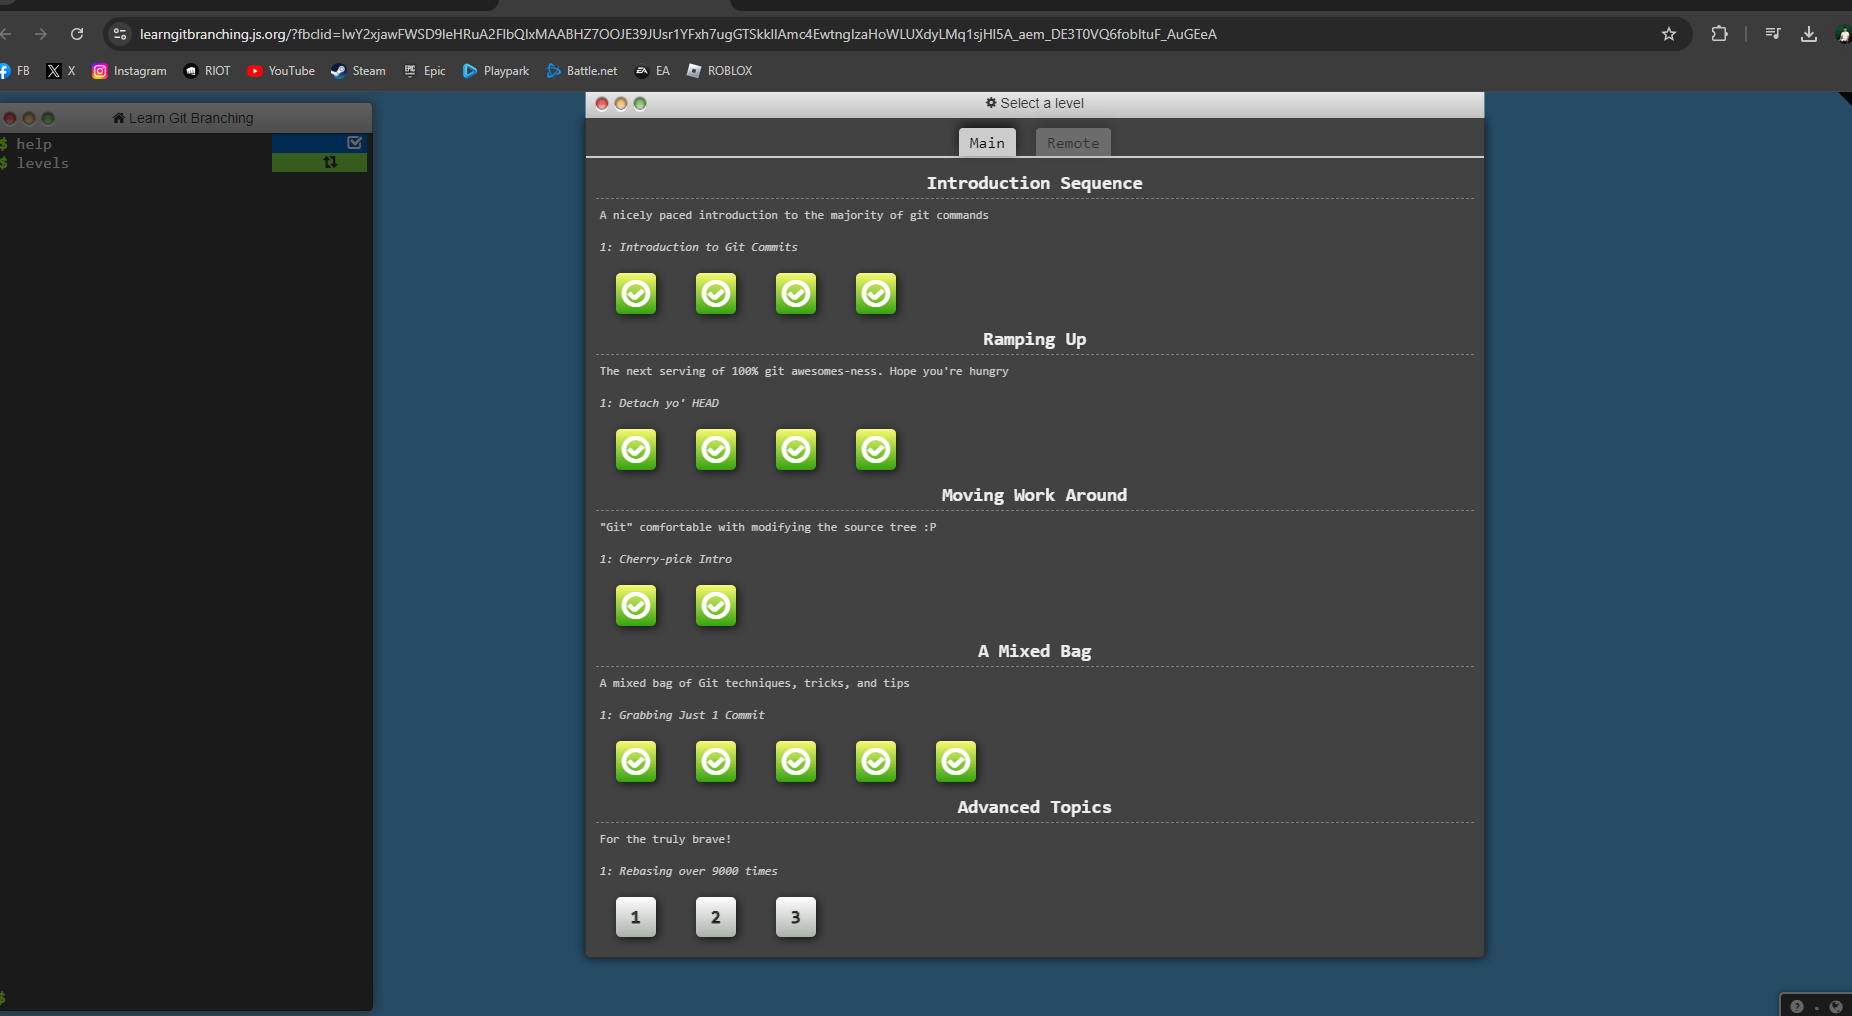 learngitbranching.js.org/?fbclid=IwY2xjawFWSD9leHRuA2FlbQIxMAABHZ7OOJE39JUsr1YFxh7ugGTSkkIlAmc4EwtngIzaHoWLUXdyLMq1sjHI5A_aem_DE3T0VQ6fobItuF_AuGEeA
FB X Instagram RIOT YouTube Steam Epic Playpark Battle.net EA ROBLOX
Learn Git Branching
$ help
$ levels
$
Select a level
Main Remote
Introduction Sequence
A nicely paced introduction to the majority of git commands
1: Introduction to Git Commits
Ramping Up
The next serving of 100% git awesomes-ness. Hope you're hungry
1: Detach yo' HEAD
Moving Work Around
"Git" comfortable with modifying the source tree :P
1: Cherry-pick Intro
A Mixed Bag
A mixed bag of Git techniques, tricks, and tips
1: Grabbing Just 1 Commit
Advanced Topics
For the truly brave!
1: Rebasing over 9000 times
1 2 3